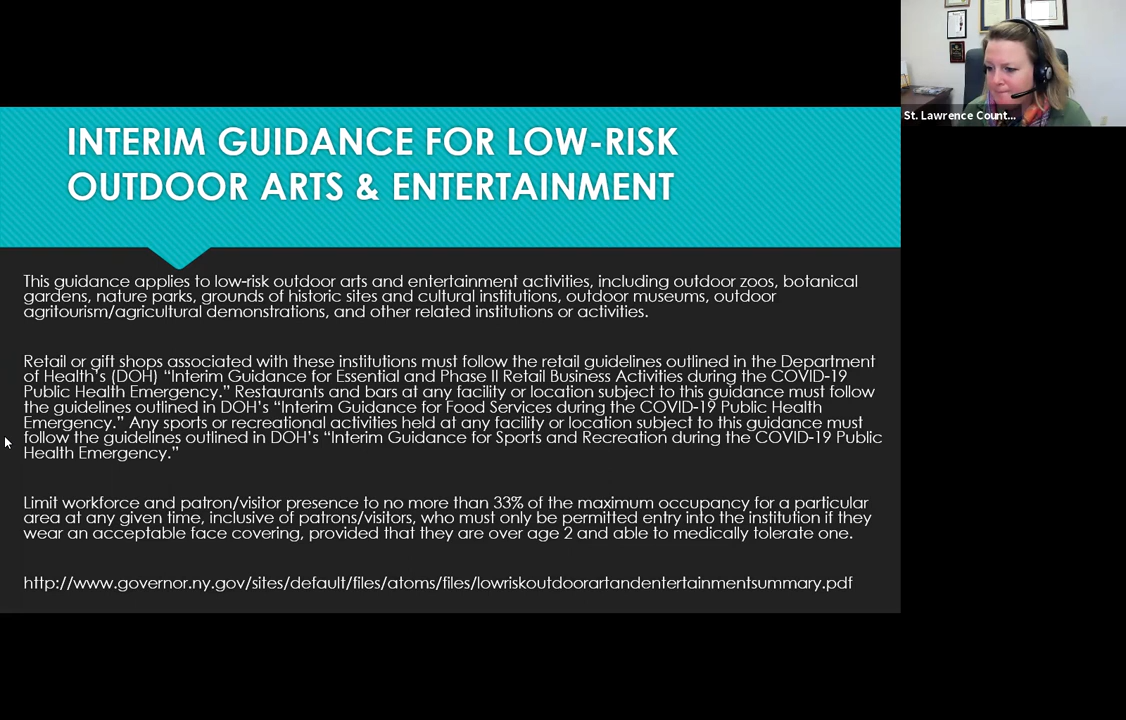 INTERIM GUIDANCE FOR LOW-RISK
OUTDOOR ARTS & ENTERTAINMENT
St. Lawrence Count...
This guidance applies to low-risk outdoor arts and entertainment activities, including outdoor zoos, botanical
gardens, nature parks, grounds of historic sites and cultural institutions, outdoor museums, outdoor
agritourism/agricultural demonstrations, and other related institutions or activities.
Retail or gift shops associated with these institutions must follow the retail guidelines outlined in the Department
of Health’s (DOH) “Interim Guidance for Essential and Phase II Retail Business Activities during the COVID-19
Public Health Emergency.” Restaurants and bars at any facility or location subject to this guidance must follow
the guidelines outlined in DOH’s “Interim Guidance for Food Services during the COVID-19 Public Health
Emergency.” Any sports or recreational activities held at any facility or location subject to this guidance must
follow the guidelines outlined in DOH’s “Interim Guidance for Sports and Recreation during the COVID-19 Public
Health Emergency.”
Limit workforce and patron/visitor presence to no more than 33% of the maximum occupancy for a particular
area at any given time, inclusive of patrons/visitors, who must only be permitted entry into the institution if they
wear an acceptable face covering, provided that they are over age 2 and able to medically tolerate one.
http://www.governor.ny.gov/sites/default/files/atoms/files/lowriskoutdoorartandentertainmentsummary.pdf